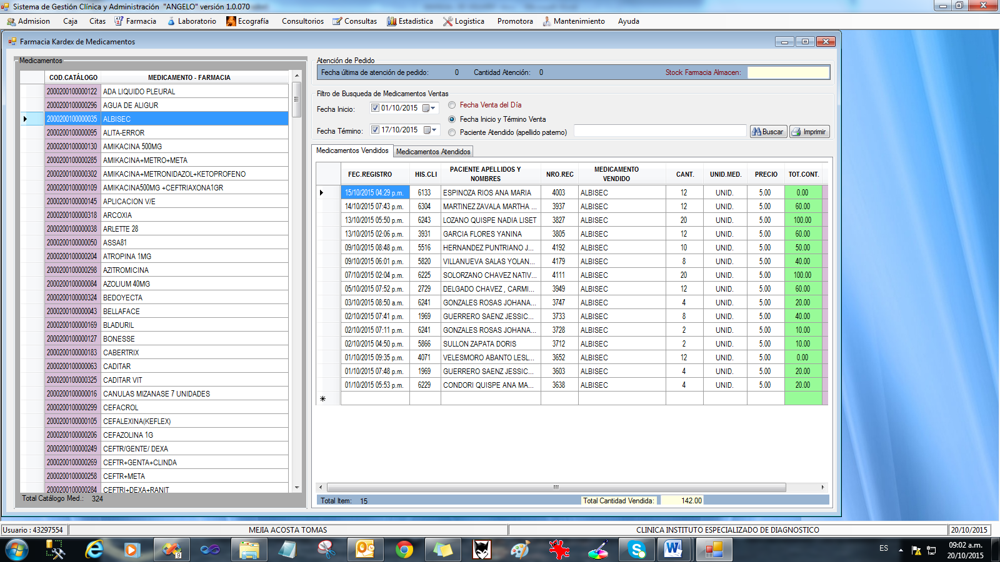 Sistema de Gestión Clínica y Administración "ANGELO" versión 1.0.070
Admision Caja Citas Farmacia Laboratorio Ecografía Consultorios Consultas Estadistica Logistica Promotora Mantenimiento Ayuda
Farmacia Kardex de Medicamentos
Medicamentos
COD.CATÁLOGO MEDICAMENTO - FARMACIA
2000200100000122 ADA LIQUIDO PLEURAL
2000200100000296 AGUA DE ALIGUR
2000200100000035 ALBISEC
2000200100000095 ALITA-ERROR
2000200100000130 AMIKACINA 500MG
2000200100000285 AMIKACINA+METRO+META
2000200100000302 AMIKACINA+METRONIDAZOL+KETOPROFENO
2000200100000109 AMIKACINA500MG +CEFTRIAXONA1GR
2000200100000145 APLICACION V/E
2000200100000318 ARCOXIA
2000200100000038 ARLETTE 28
2000200100000050 ASSA81
2000200100000204 ATROPINA 1MG
2000200100000298 AZITROMICINA
2000200100000084 AZOLIUM 40MG
2000200100000324 BEDOYECTA
2000200100000043 BELLAFACE
2000200100000169 BLADURIL
2000200100000127 BONESSE
2000200100000183 CABERTRIX
2000200100000063 CADITAR
2000200100000325 CADITAR VIT
2000200100000016 CANULAS MIZANASE 7 UNIDADES
2000200100000299 CEFACROL
2000200100000105 CEFALEXINA(KEFLEX)
2000200100000206 CEFAZOLINA 1G
2000200100000249 CEFTR/GENTE/ DEXA
2000200100000269 CEFTR+GENTA+CLINDA
2000200100000258 CEFTR+META
2000200100000284 CEFTRI+DEXA+RANIT
Total Catálogo Med.: 324
Atención de Pedido
Fecha última de atención de pedido: 0 Cantidad Atención: 0 Stock Farmacia Almacen:
Filtro de Busqueda de Medicamentos Ventas
Fecha Inicio: 01/10/2015 Fecha Venta del Día
Fecha Inicio y Término Venta
Fecha Término: 17/10/2015 Paciente Atendido (apellido paterno) Buscar Imprimir
Medicamentos Vendidos Medicamentos Atendidos
FEC.REGISTRO HIS.CLI PACIENTE APELLIDOS Y NOMBRES NRO.REC MEDICAMENTO VENDIDO CANT. UNID.MED. PRECIO TOT.CONT.
15/10/2015 04:29 p.m. 6133 ESPINOZA RIOS ANA MARIA 4003 ALBISEC 12 UNID. 5.00 0.00
14/10/2015 07:43 p.m. 6304 MARTINEZ ZAVALA MARTHA ... 3937 ALBISEC 12 UNID. 5.00 60.00
13/10/2015 05:50 p.m. 6243 LOZANO QUISPE NADIA LISET 3827 ALBISEC 20 UNID. 5.00 100.00
13/10/2015 02:06 p.m. 3931 GARCIA FLORES YANINA 3805 ALBISEC 12 UNID. 5.00 60.00
09/10/2015 08:48 p.m. 5516 HERNANDEZ PUNTRIANO J... 4192 ALBISEC 10 UNID. 5.00 50.00
09/10/2015 06:01 p.m. 5820 VILLANUEVA SALAS YOLAN... 4179 ALBISEC 8 UNID. 5.00 40.00
07/10/2015 02:04 p.m. 6225 SOLORZANO CHAVEZ NATIV... 4111 ALBISEC 20 UNID. 5.00 100.00
05/10/2015 07:52 p.m. 2729 DELGADO CHAVEZ , CARMI... 3949 ALBISEC 12 UNID. 5.00 60.00
03/10/2015 08:50 a.m. 6241 GONZALES ROSAS JOHANA... 3747 ALBISEC 4 UNID. 5.00 20.00
02/10/2015 07:41 p.m. 1969 GUERRERO SAENZ JESSIC... 3733 ALBISEC 8 UNID. 5.00 40.00
02/10/2015 07:11 p.m. 6241 GONZALES ROSAS JOHANA... 3728 ALBISEC 2 UNID. 5.00 10.00
02/10/2015 04:50 p.m. 5866 SULLON ZAPATA DORIS 3712 ALBISEC 2 UNID. 5.00 10.00
01/10/2015 09:35 p.m. 4071 VELESMORO ABANTO LESL... 3652 ALBISEC 12 UNID. 5.00 0.00
01/10/2015 07:48 p.m. 1969 GUERRERO SAENZ JESSIC... 3603 ALBISEC 4 UNID. 5.00 20.00
01/10/2015 05:53 p.m. 6229 CONDORI QUISPE ANA MA... 3638 ALBISEC 4 UNID. 5.00 20.00
Total Item: 15 Total Cantidad Vendida: 142.00
Usuario : 43297554 MEJIA ACOSTA TOMAS CLINICA INSTITUTO ESPECIALIZADO DE DIAGNOSTICO 20/10/2015
9 ES 09:02 a.m.
20/10/2015